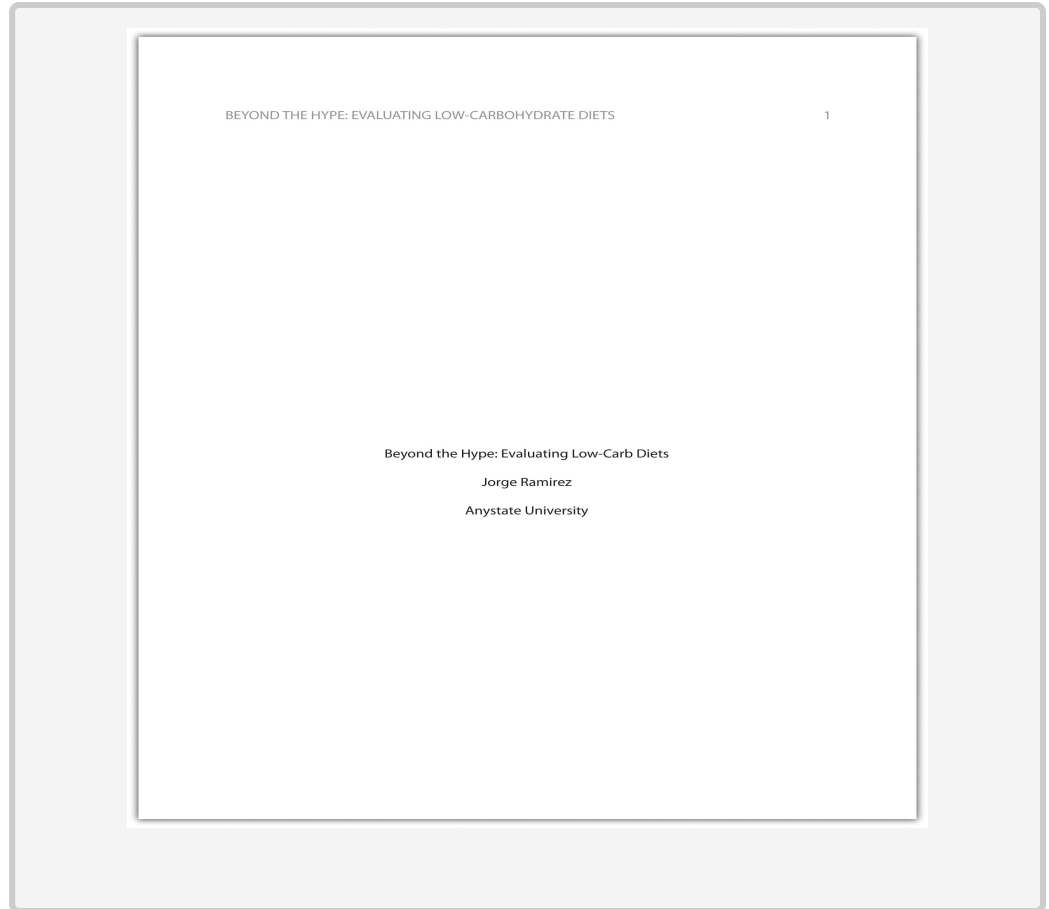 BEYOND THE HYPE: EVALUATING LOW-CARBOHYDRATE DIETS 1
Beyond the Hype: Evaluating Low-Carb Diets
Jorge Ramirez
Anystate University